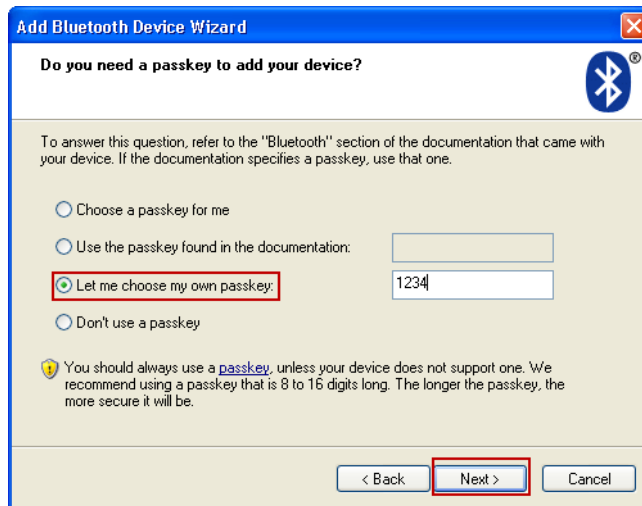 Add Bluetooth Device Wizard
Do you need a passkey to add your device?
®
To answer this question, refer to the "Bluetooth" section of the documentation that came with
your device. If the documentation specifies a passkey, use that one.
Choose a passkey for me
Use the passkey found in the documentation:
Let me choose my own passkey: 1234
Don't use a passkey
You should always use a passkey, unless your device does not support one. We
recommend using a passkey that is 8 to 16 digits long. The longer the passkey, the
more secure it will be.
< Back Next > Cancel